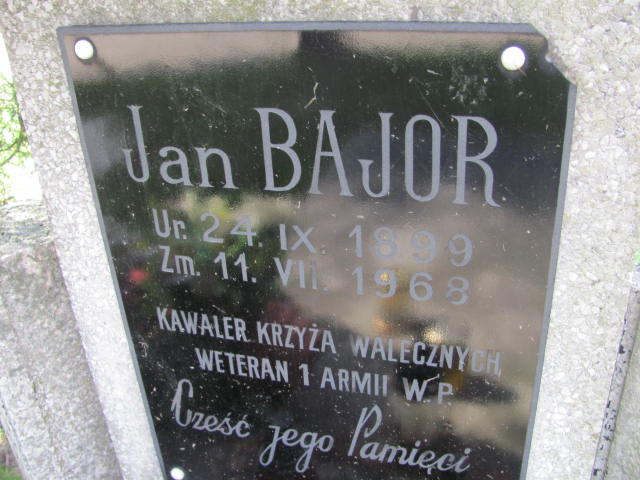 Jan BAJOR
Ur. 24. IX. 1899
Zm. 11. VII. 1968
KAWALER KRZYŻA WALECZNYCH,
WETERAN 1 ARMII W.P.
Cześć jego Pamięci